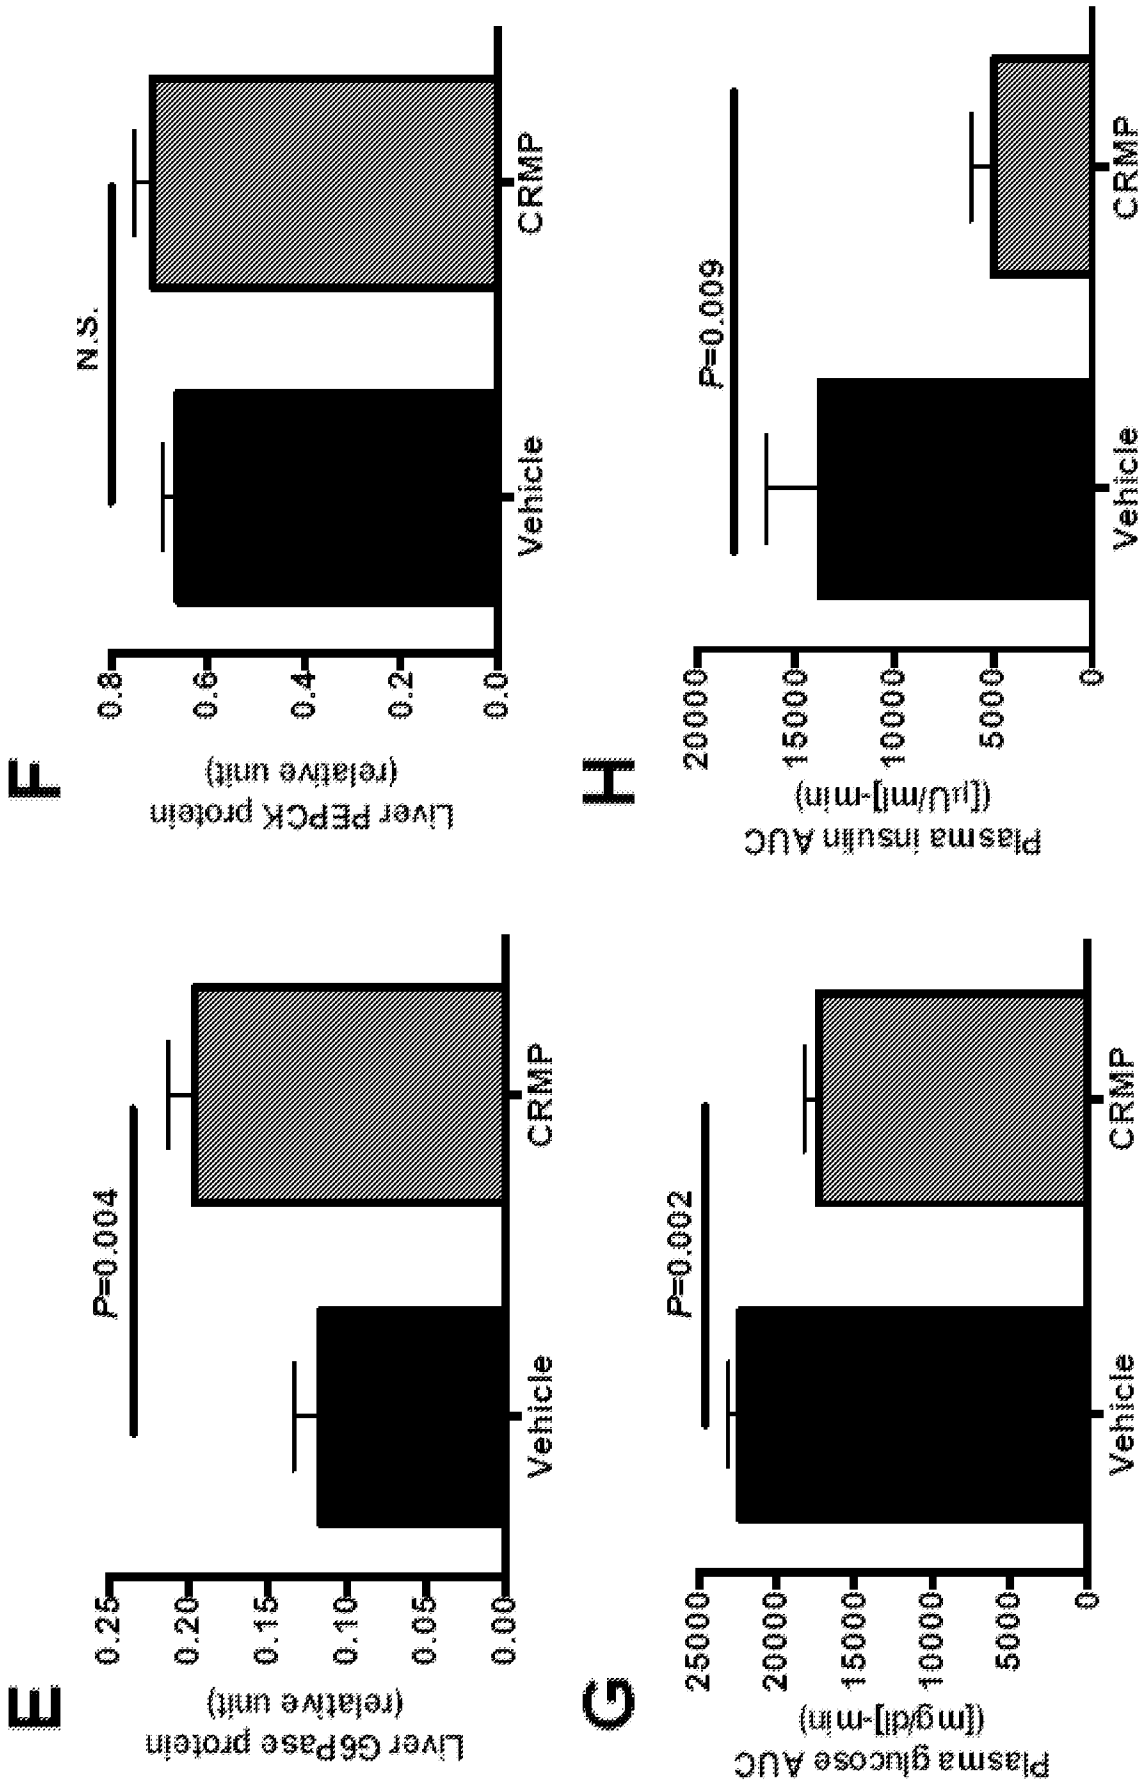 E
Liver G6Pase protein
(relative unit)
0.25
0.20
0.15
0.10
0.05
0.00
P=0.004
Vehicle
CRMP
F
Liver PEPCK protein
(relative unit)
0.8
0.6
0.4
0.2
0.0
N.S.
Vehicle
CRMP
G
Plasma glucose AUC
([mg/dl]-min)
25000
20000
15000
10000
5000
0
P=0.002
Vehicle
CRMP
H
Plasma insulin AUC
([μU/ml]-min)
20000
15000
10000
5000
0
P=0.009
Vehicle
CRMP